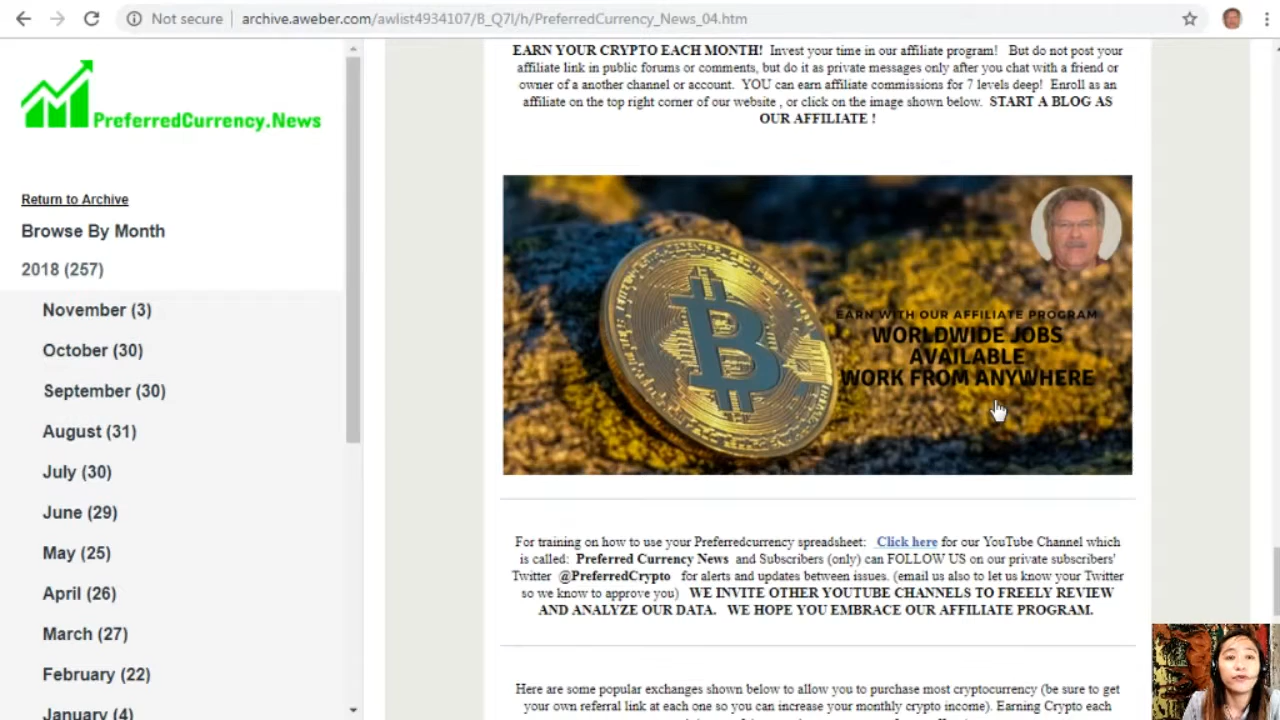 Not secure | archive.aweber.com/awlist4934107/B_Q7I/h/PreferredCurrency_News_04.htm
PreferredCurrency.News
Return to Archive
Browse By Month
2018 (257)
November (3)
October (30)
September (30)
August (31)
July (30)
June (29)
May (25)
April (26)
March (27)
February (22)
January (4)
EARN YOUR CRYPTO EACH MONTH! Invest your time in our affiliate program! But do not post your
affiliate link in public forums or comments, but do it as private messages only after you chat with a friend or
owner of a another channel or account. YOU can earn affiliate commissions for 7 levels deep! Enroll as an
affiliate on the top right corner of our website , or click on the image shown below. START A BLOG AS
OUR AFFILIATE !
EARN WITH OUR AFFILIATE PROGRAM
WORLDWIDE JOBS
AVAILABLE
WORK FROM ANYWHERE
For training on how to use your Preferredcurrency spreadsheet: Click here for our YouTube Channel which
is called: Preferred Currency News and Subscribers (only) can FOLLOW US on our private subscribers'
Twitter @PreferredCrypto for alerts and updates between issues. (email us also to let us know your Twitter
so we know to approve you) WE INVITE OTHER YOUTUBE CHANNELS TO FREELY REVIEW
AND ANALYZE OUR DATA. WE HOPE YOU EMBRACE OUR AFFILIATE PROGRAM.
Here are some popular exchanges shown below to allow you to purchase most cryptocurrency (be sure to get
your own referral link at each one so you can increase your monthly crypto income). Earning Crypto each